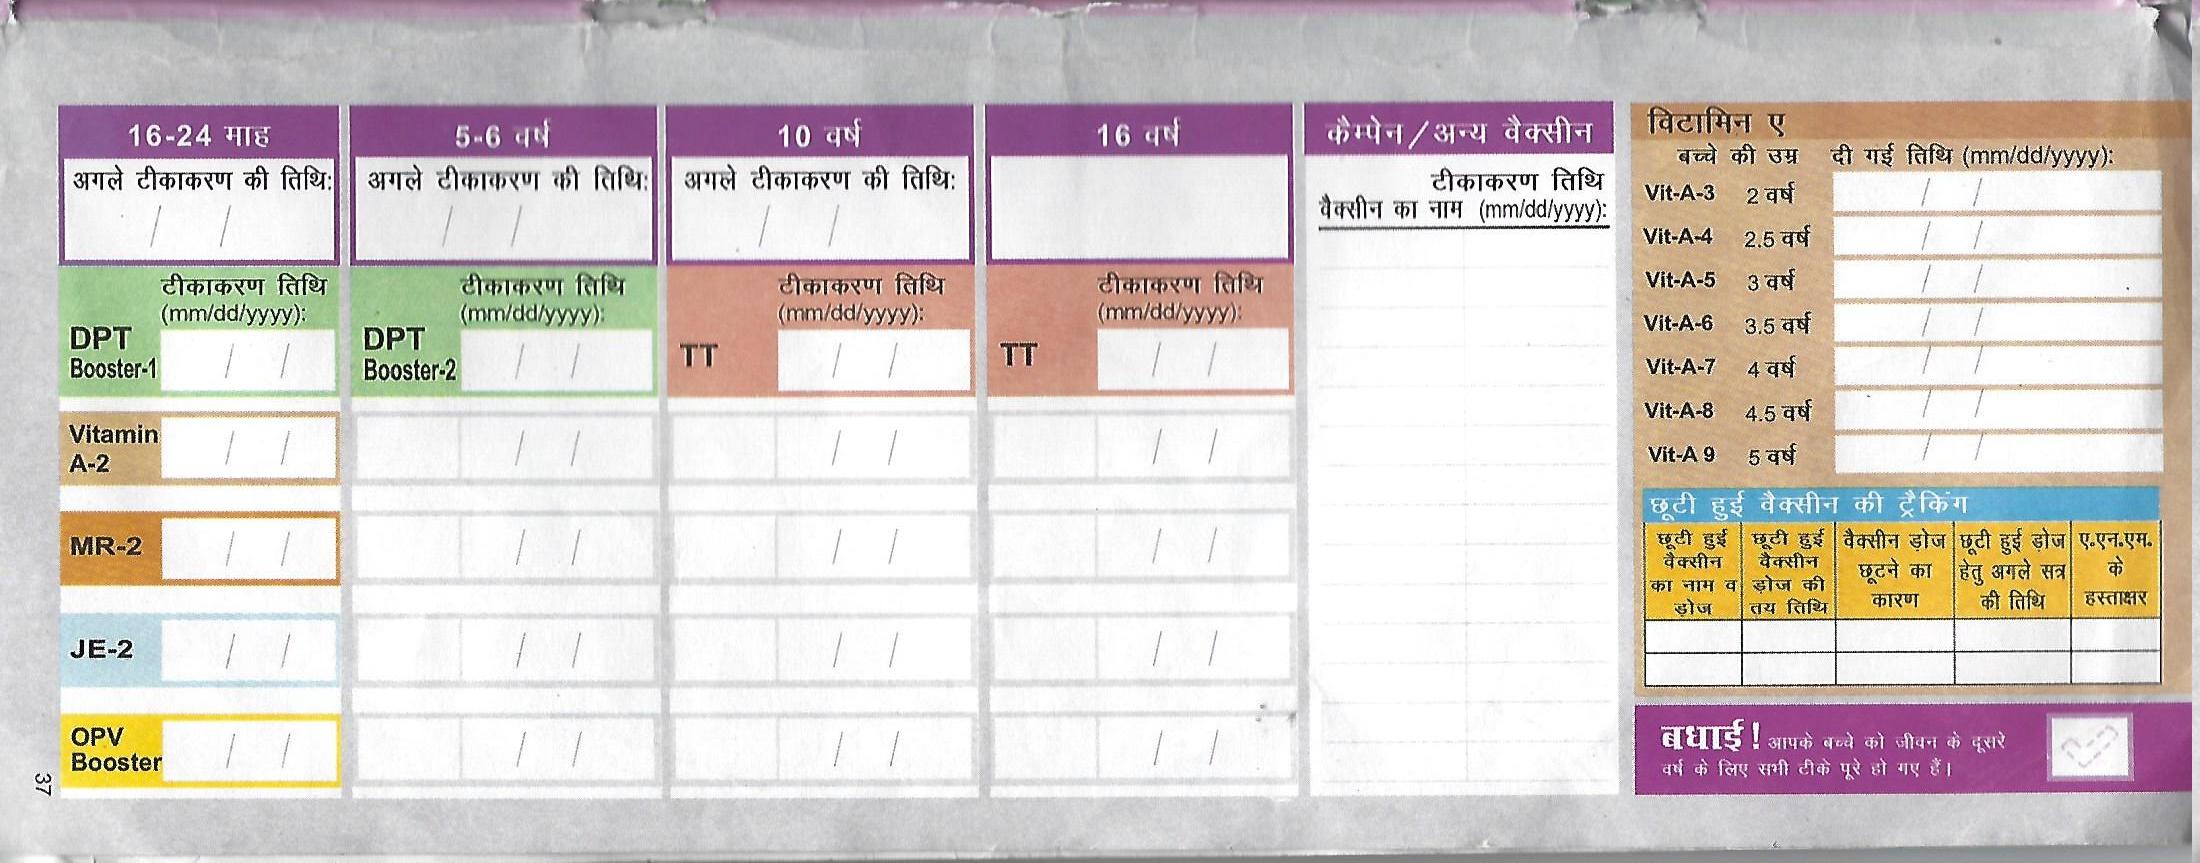 16-24 माह
अगले टीकाकरण की तिथि:
/ /
टीकाकरण तिथि
(mm/dd/yyyy):
DPT
Booster-1
/ /
Vitamin
A-2
/ /
MR-2
/ /
JE-2
/ /
OPV
Booster
/ /
5-6 वर्ष
अगले टीकाकरण की तिथि:
/ /
टीकाकरण तिथि
(mm/dd/yyyy):
DPT
Booster-2
/ /
/ /
/ /
/ /
/ /
10 वर्ष
अगले टीकाकरण की तिथि:
/ /
टीकाकरण तिथि
(mm/dd/yyyy):
TT
/ /
/ /
/ /
/ /
/ /
16 वर्ष
टीकाकरण तिथि
(mm/dd/yyyy):
TT
/ /
/ /
/ /
/ /
/ /
कैम्पेन/अन्य वैक्सीन
टीकाकरण तिथि
वैक्सीन का नाम (mm/dd/yyyy):
विटामिन ए
बच्चे की उम्र दी गई तिथि (mm/dd/yyyy):
Vit-A-3 2 वर्ष / /
Vit-A-4 2.5 वर्ष / /
Vit-A-5 3 वर्ष / /
Vit-A-6 3.5 वर्ष / /
Vit-A-7 4 वर्ष / /
Vit-A-8 4.5 वर्ष / /
Vit-A 9 5 वर्ष / /
छूटी हुई वैक्सीन की ट्रैकिंग
छूटी हुई
वैक्सीन
का नाम व
डोज
छूटी हुई
वैक्सीन
डोज की
तय तिथि
वैक्सीन डोज
छूटने का
कारण
छूटी हुई डोज
हेतु अगले सत्र
की तिथि
ए.एन.एम.
के
हस्ताक्षर
बधाई! आपके बच्चे को जीवन के दूसरे
वर्ष के लिए सभी टीके पूरे हो गए हैं।
37